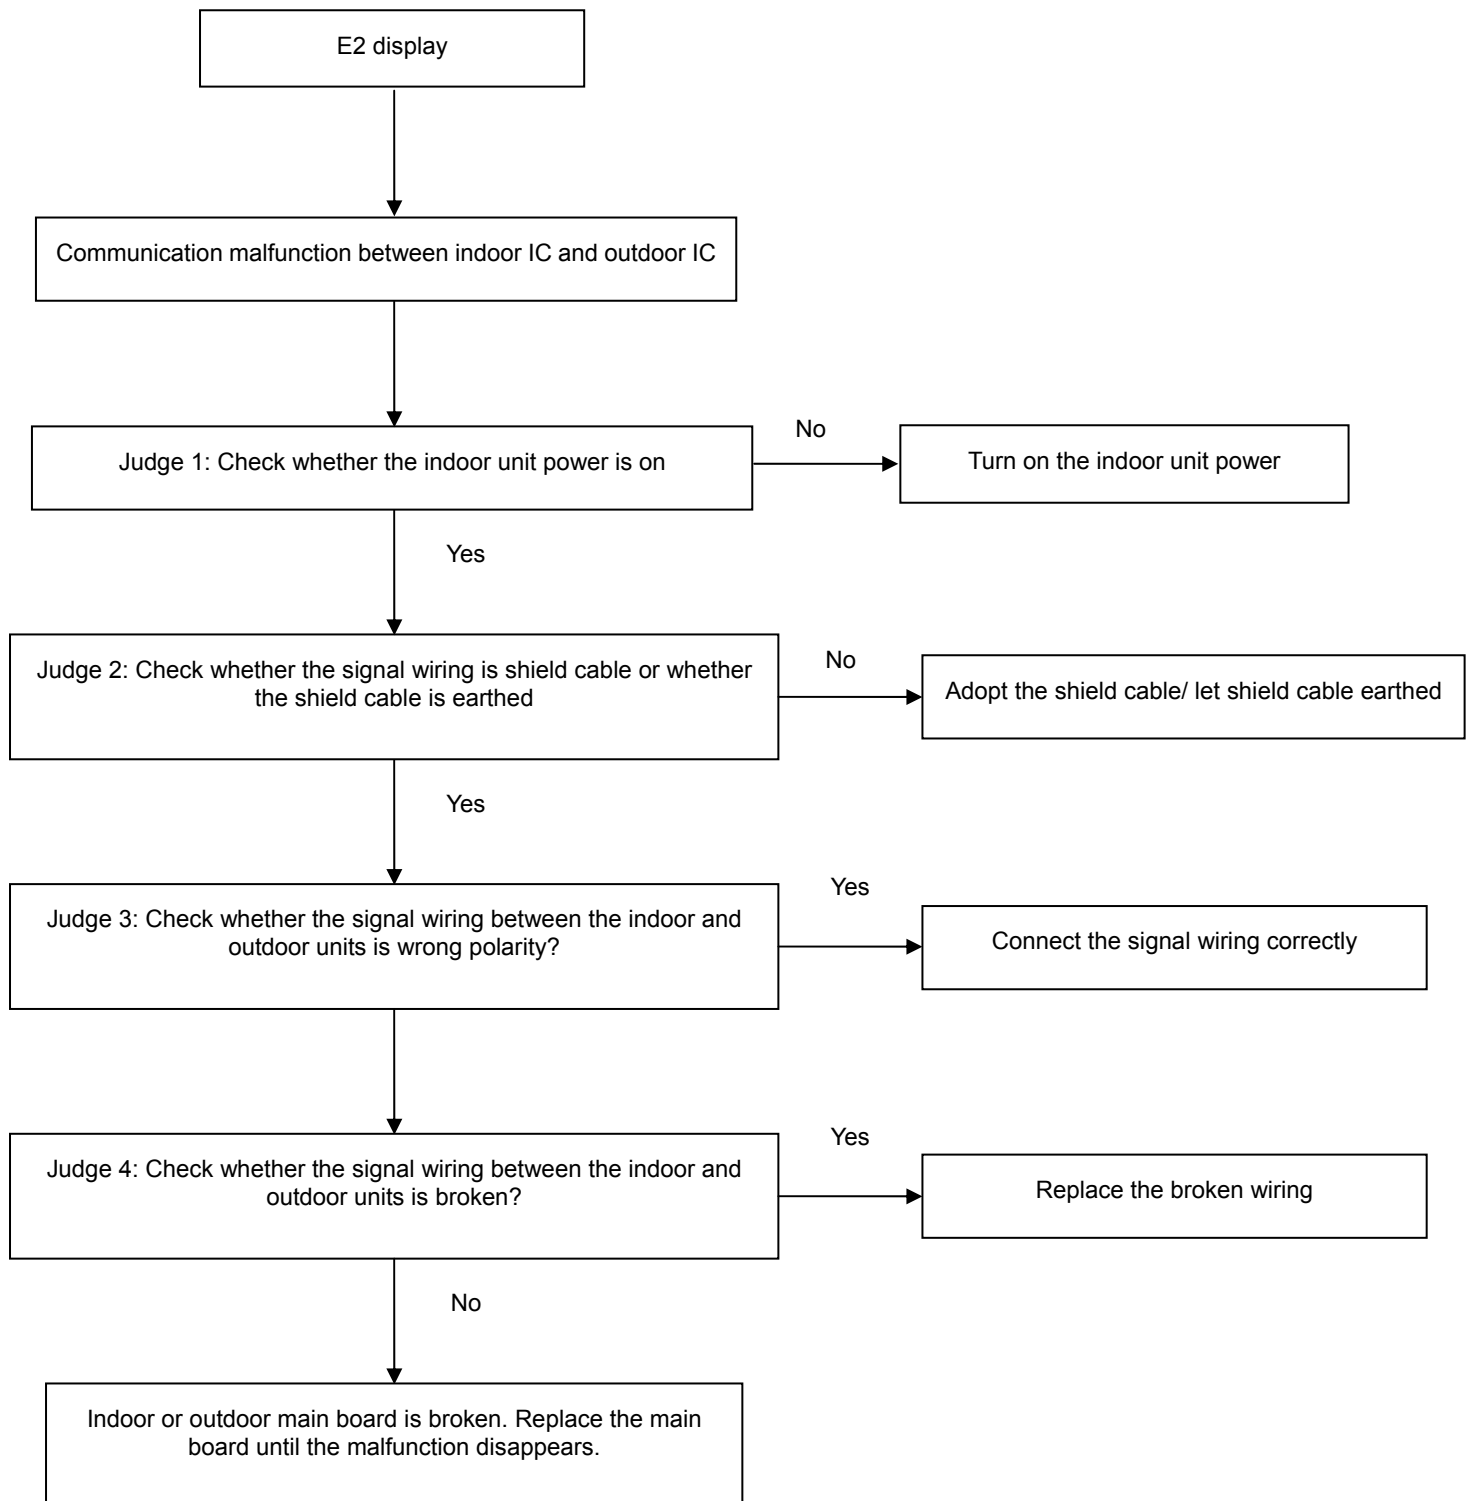 E2 display
Communication malfunction between indoor IC and outdoor IC
Judge 1: Check whether the indoor unit power is on
No
Turn on the indoor unit power
Yes
Judge 2: Check whether the signal wiring is shield cable or whether
the shield cable is earthed
No
Adopt the shield cable/ let shield cable earthed
Yes
Judge 3: Check whether the signal wiring between the indoor and
outdoor units is wrong polarity?
Yes
Connect the signal wiring correctly
Judge 4: Check whether the signal wiring between the indoor and
outdoor units is broken?
Yes
Replace the broken wiring
No
Indoor or outdoor main board is broken. Replace the main
board until the malfunction disappears.